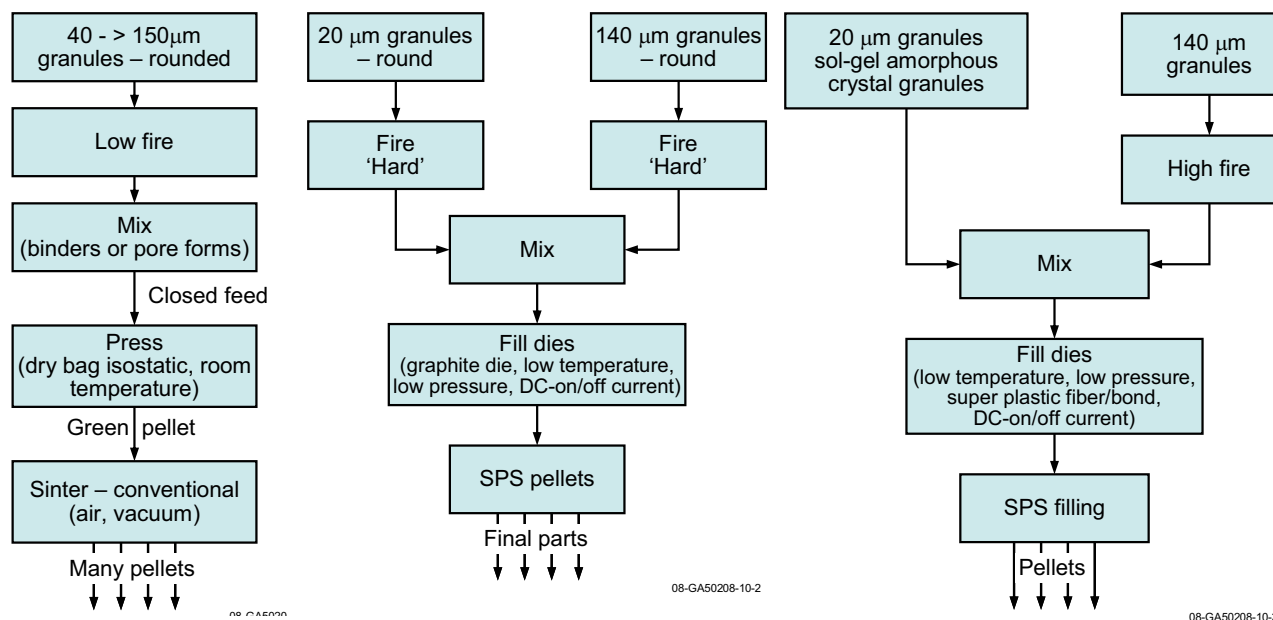 40 - > 150μm
granules – rounded
Low fire
Mix
(binders or pore forms)
Closed feed
Press
(dry bag isostatic, room
temperature)
Green pellet
Sinter – conventional
(air, vacuum)
Many pellets
20 μm granules
– round
140 μm granules
– round
Fire
‘Hard’
Fire
‘Hard’
Mix
Fill dies
(graphite die, low temperature,
low pressure, DC-on/off current)
SPS pellets
Final parts
08-GA50208-10-2
20 μm granules
sol-gel amorphous
crystal granules
140 μm
granules
High fire
Mix
Fill dies
(low temperature, low pressure,
super plastic fiber/bond,
DC-on/off current)
SPS filling
Pellets